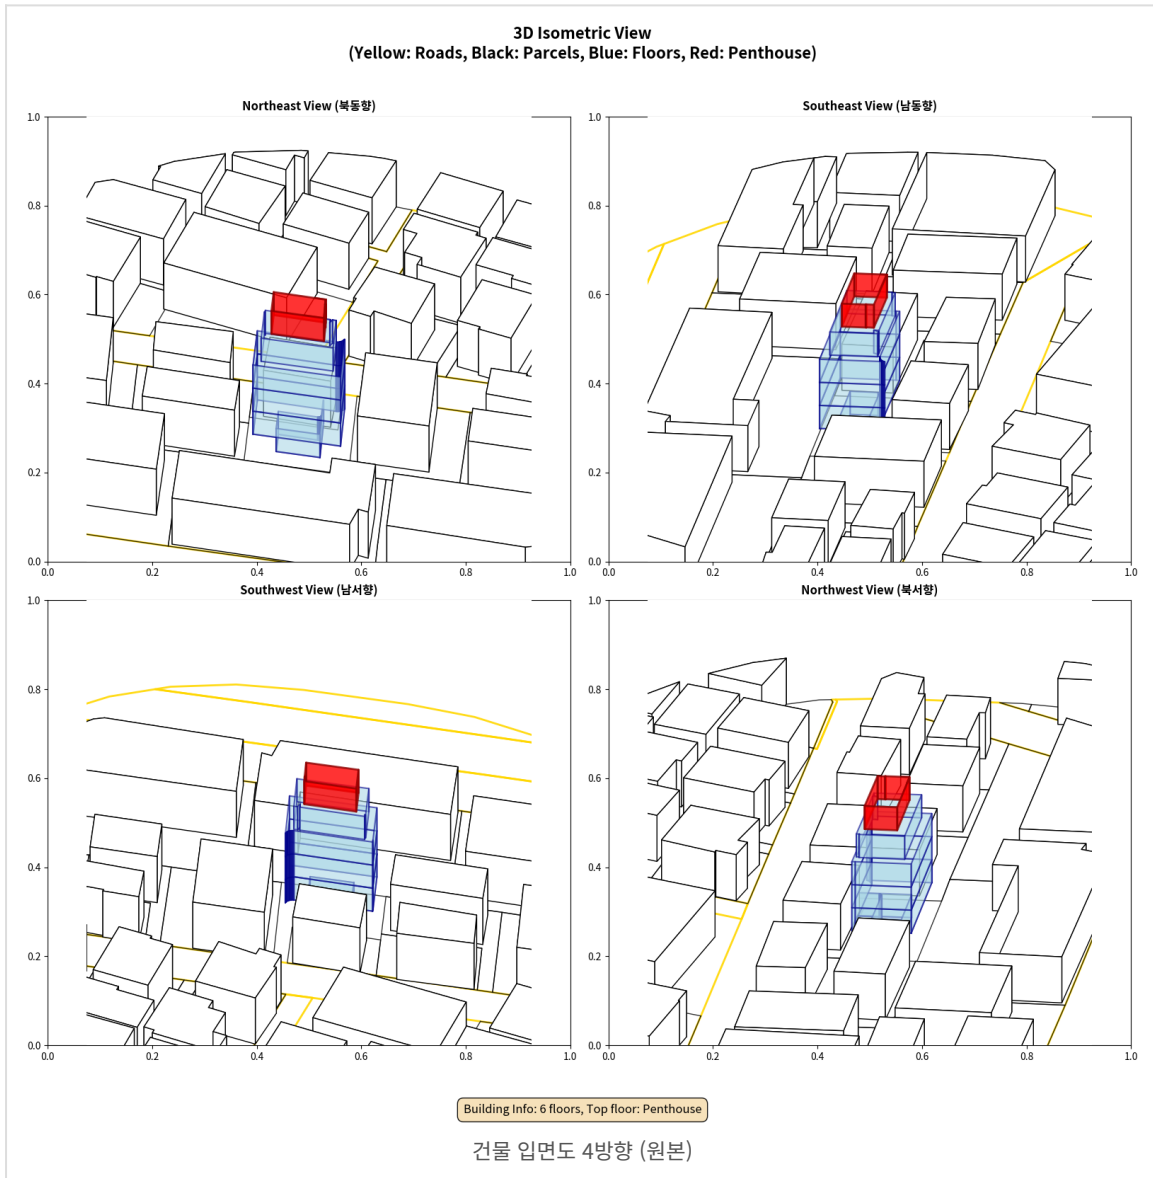 3D Isometric View
(Yellow: Roads, Black: Parcels, Blue: Floors, Red: Penthouse)
Northeast View (북동향)
1.0
0.8
0.6
0.4
0.2
0.0
0.0 0.2 0.4 0.6 0.8 1.0
Southeast View (남동향)
1.0
0.8
0.6
0.4
0.2
0.0
0.0 0.2 0.4 0.6 0.8 1.0
Southwest View (남서향)
1.0
0.8
0.6
0.4
0.2
0.0
0.0 0.2 0.4 0.6 0.8 1.0
Northwest View (북서향)
1.0
0.8
0.6
0.4
0.2
0.0
0.0 0.2 0.4 0.6 0.8 1.0
Building Info: 6 floors, Top floor: Penthouse
건물 입면도 4방향 (원본)